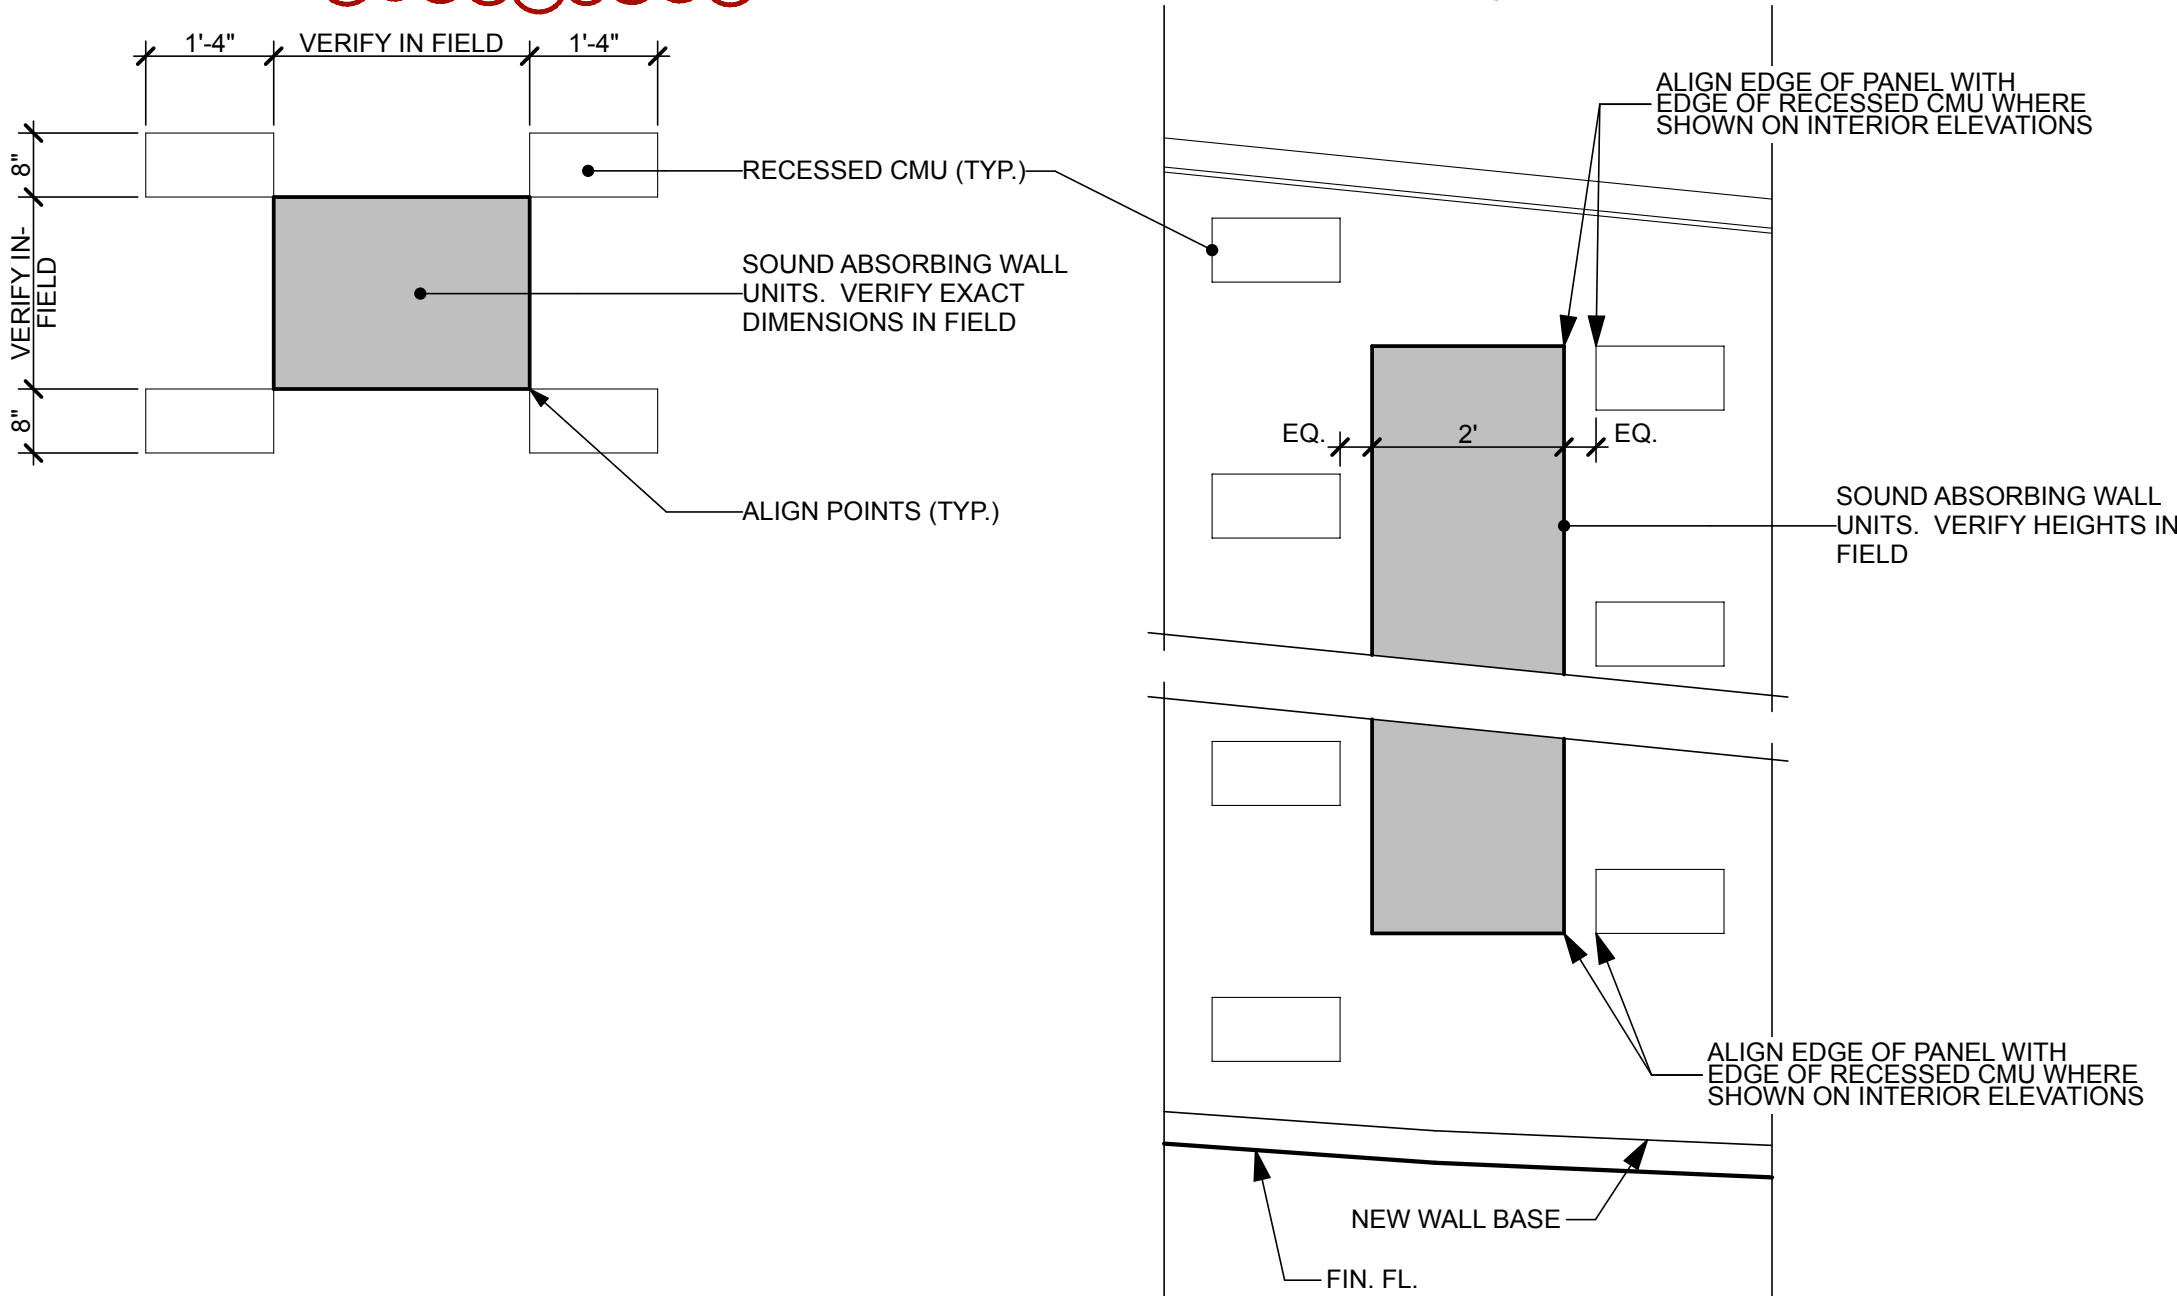 1'-4"
VERIFY IN FIELD
1'-4"
8"
VERIFY IN-
FIELD
8"
RECESSED CMU (TYP.)
SOUND ABSORBING WALL
UNITS.  VERIFY EXACT
DIMENSIONS IN FIELD
ALIGN POINTS (TYP.)
ALIGN EDGE OF PANEL WITH
EDGE OF RECESSED CMU WHERE
SHOWN ON INTERIOR ELEVATIONS
EQ.
2'
EQ.
SOUND ABSORBING WALL
UNITS.  VERIFY HEIGHTS IN
FIELD
ALIGN EDGE OF PANEL WITH
EDGE OF RECESSED CMU WHERE
SHOWN ON INTERIOR ELEVATIONS
NEW WALL BASE
FIN. FL.